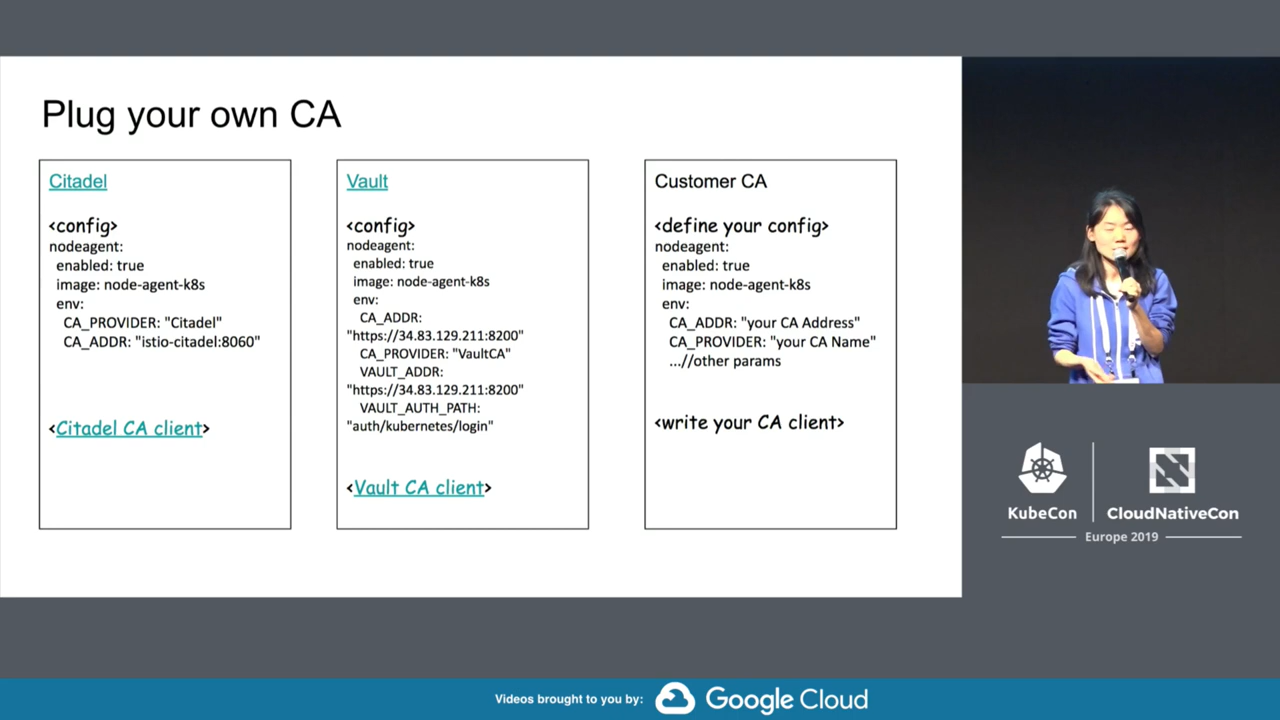 Plug your own CA
Citadel
<config>
nodeagent:
enabled: true
image: node-agent-k8s
env:
CA_PROVIDER: "Citadel"
CA_ADDR: "istio-citadel:8060"
<Citadel CA client>
Vault
<config>
nodeagent:
enabled: true
image: node-agent-k8s
env:
CA_ADDR:
"https://34.83.129.211:8200"
CA_PROVIDER: "VaultCA"
VAULT_ADDR:
"https://34.83.129.211:8200"
VAULT_AUTH_PATH:
"auth/kubernetes/login"
<Vault CA client>
Customer CA
<define your config>
nodeagent:
enabled: true
image: node-agent-k8s
env:
CA_ADDR: "your CA Address"
CA_PROVIDER: "your CA Name"
...//other params
<write your CA client>
KubeCon
CloudNativeCon
Europe 2019
Videos brought to you by:
Google Cloud